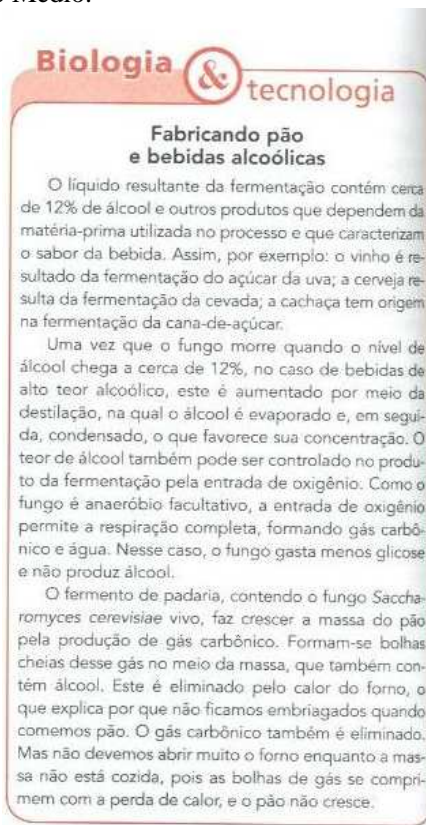 e Médio.
Biologia & tecnologia
Fabricando pão
e bebidas alcoólicas
O líquido resultante da fermentação contém cerca
de 12% de álcool e outros produtos que dependem da
matéria-prima utilizada no processo e que caracterizam
o sabor da bebida. Assim, por exemplo: o vinho é re-
sultado da fermentação do açúcar da uva; a cerveja re-
sulta da fermentação da cevada; a cachaça tem origem
na fermentação da cana-de-açúcar.
Uma vez que o fungo morre quando o nível de
álcool chega a cerca de 12%, no caso de bebidas de
alto teor alcoólico, este é aumentado por meio da
destilação, na qual o álcool é evaporado e, em segui-
da, condensado, o que favorece sua concentração. O
teor de álcool também pode ser controlado no produ-
to da fermentação pela entrada de oxigênio. Como o
fungo é anaeróbio facultativo, a entrada de oxigênio
permite a respiração completa, formando gás carbô-
nico e água. Nesse caso, o fungo gasta menos glicose
e não produz álcool.
O fermento de padaria, contendo o fungo Saccha-
romyces cerevisiae vivo, faz crescer a massa do pão
pela produção de gás carbônico. Formam-se bolhas
cheias desse gás no meio da massa, que também con-
tém álcool. Este é eliminado pelo calor do forno, o
que explica por que não ficamos embriagados quando
comemos pão. O gás carbônico também é eliminado.
Mas não devemos abrir muito o forno enquanto a mas-
sa não está cozida, pois as bolhas de gás se compri-
mem com a perda de calor, e o pão não cresce.